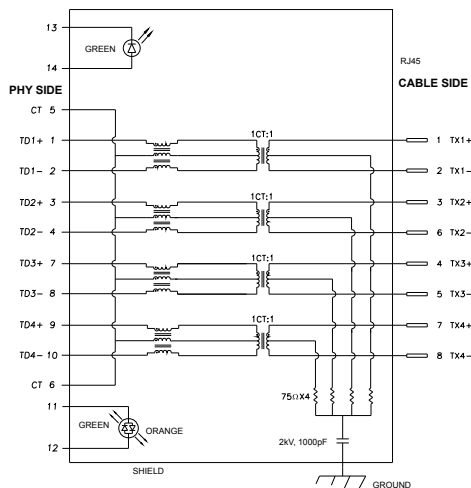 13
GREEN
14
RJ45
PHY SIDE
CABLE SIDE
CT 5
1CT:1
TD1+ 1
1 TX1+
TD1- 2
2 TX1-
1CT:1
TD2+ 3
3 TX2+
TD2- 4
6 TX2-
1CT:1
TD3+ 7
4 TX3+
TD3- 8
5 TX3-
1CT:1
TD4+ 9
7 TX4+
TD4- 10
8 TX4-
CT 6
75ΩX4
11
GREEN
ORANGE
2kV, 1000pF
12
SHIELD
GROUND